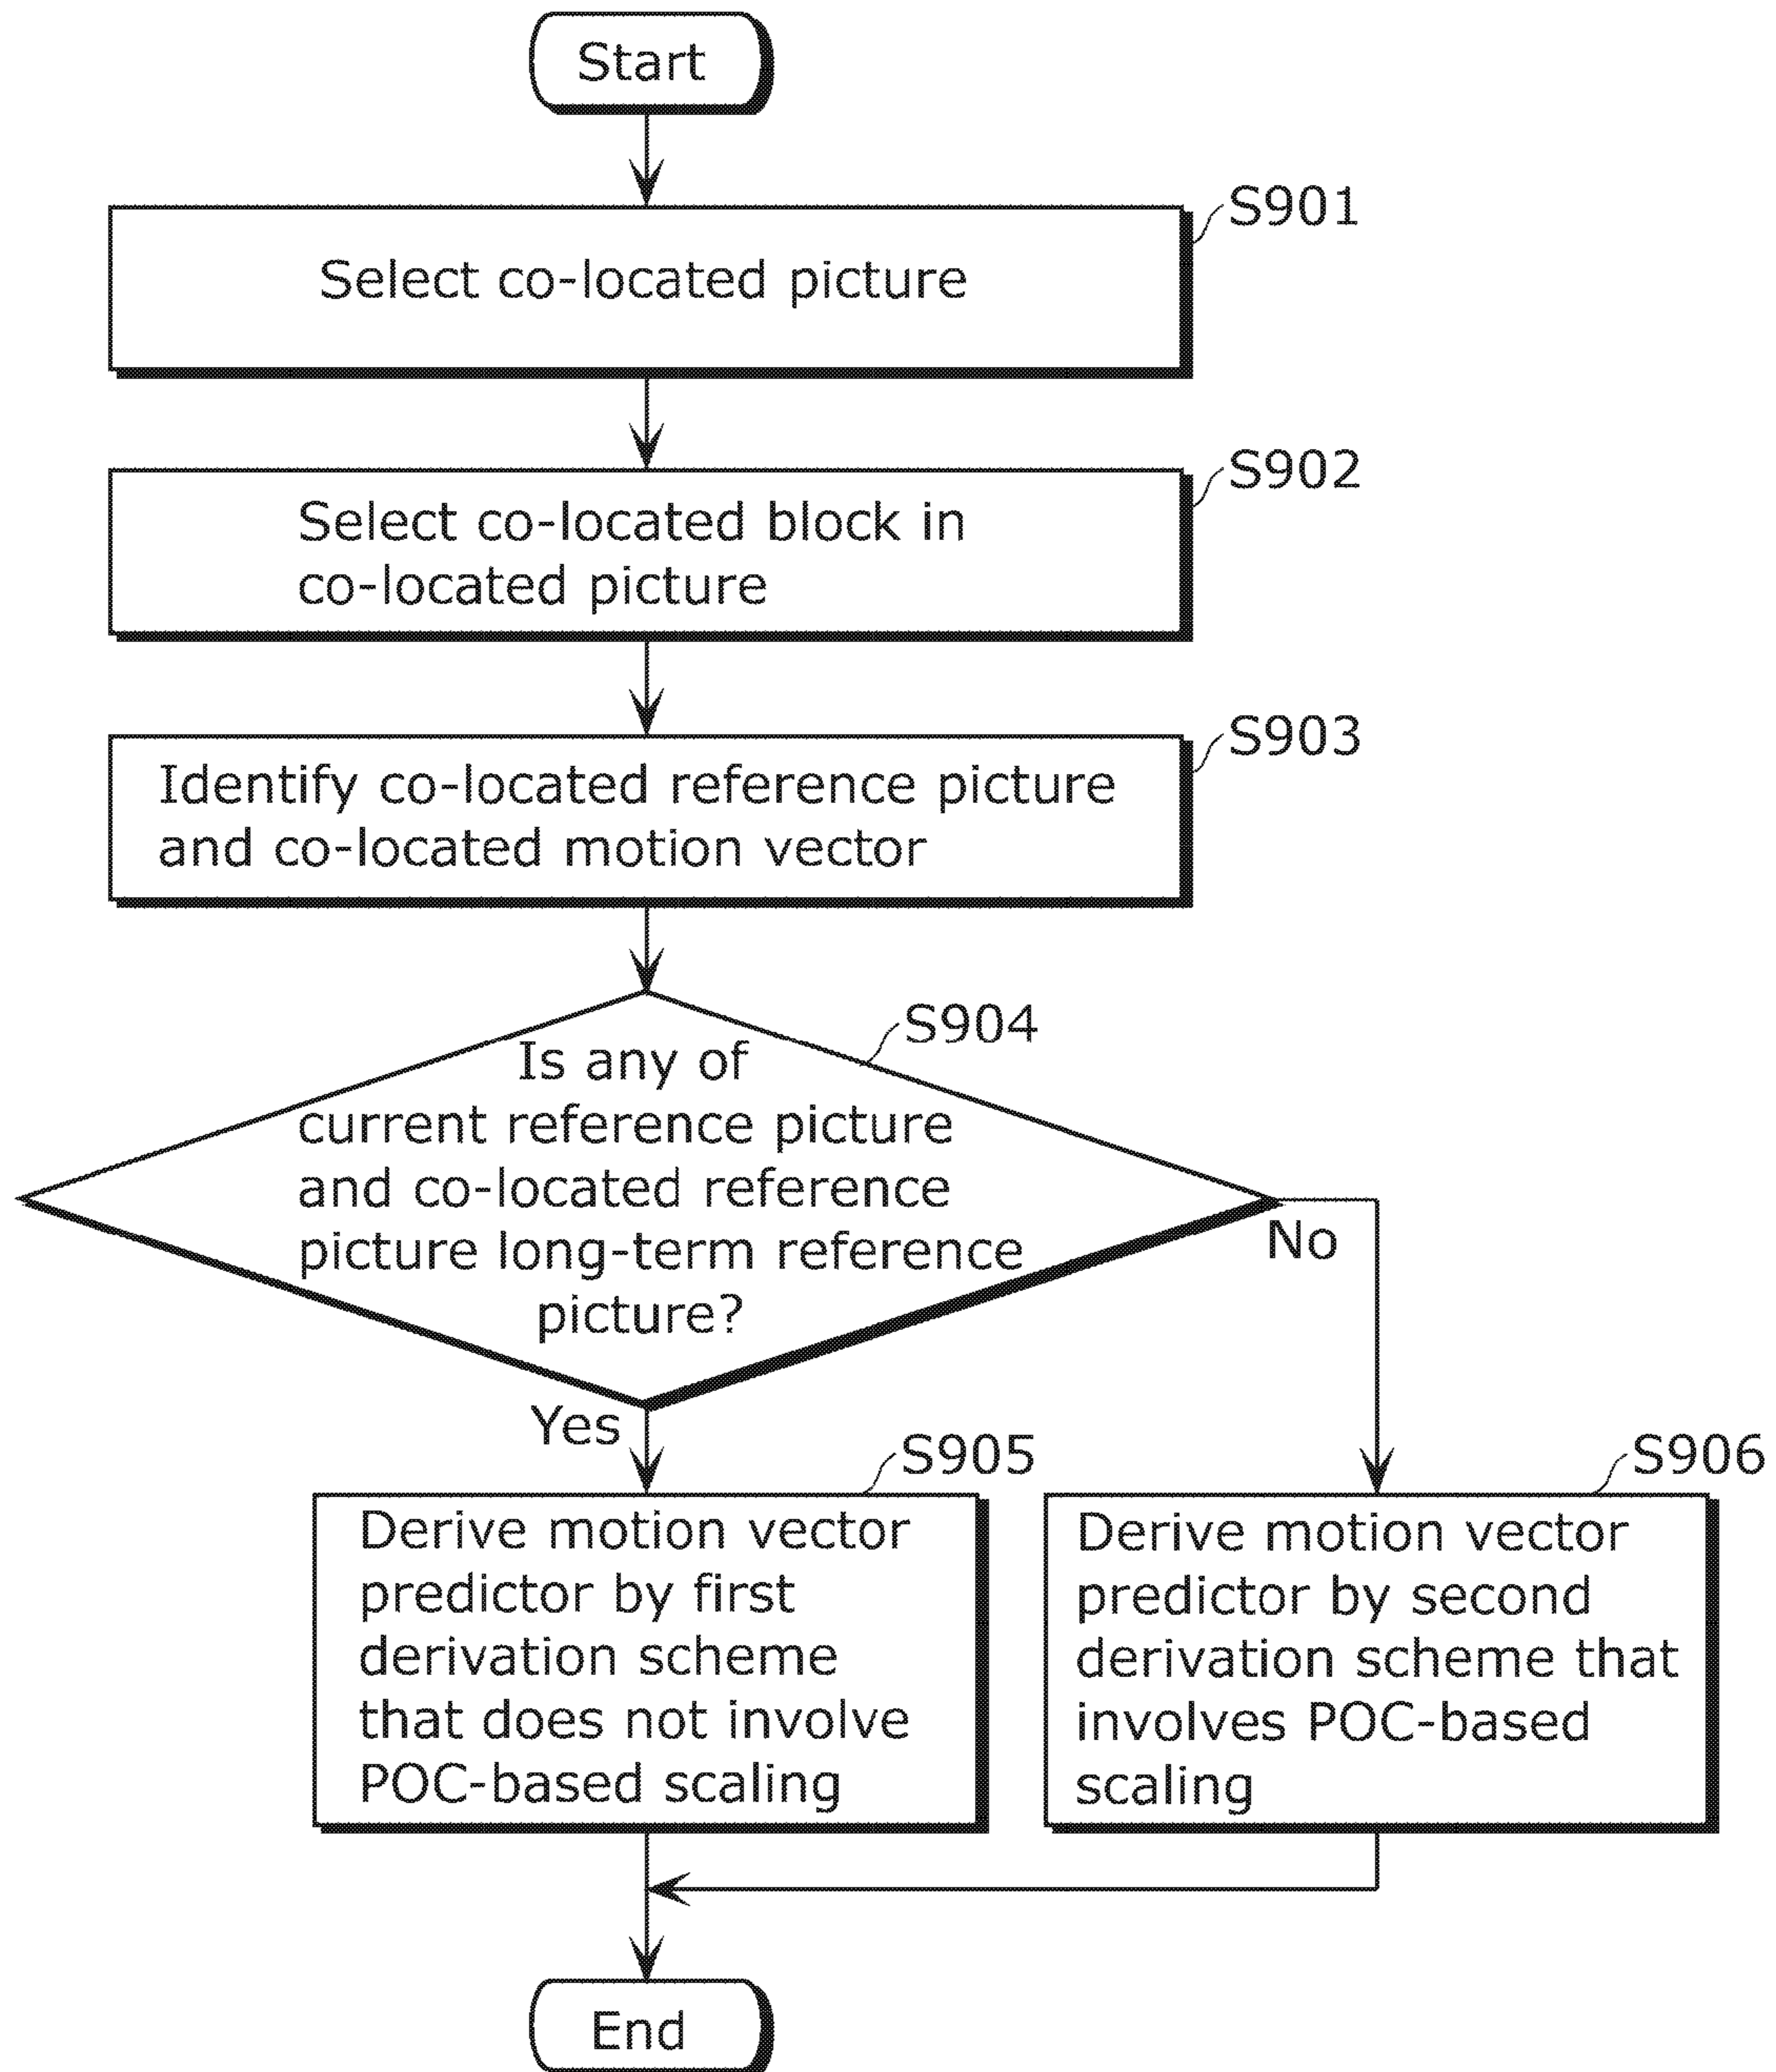 Start
S901
Select co-located picture
S902
Select co-located block in
co-located picture
S903
Identify co-located reference picture
and co-located motion vector
S904
Is any of
current reference picture
and co-located reference
picture long-term reference
picture?
No
Yes
S905
Derive motion vector
predictor by first
derivation scheme
that does not involve
POC-based scaling
S906
Derive motion vector
predictor by second
derivation scheme that
involves POC-based
scaling
End